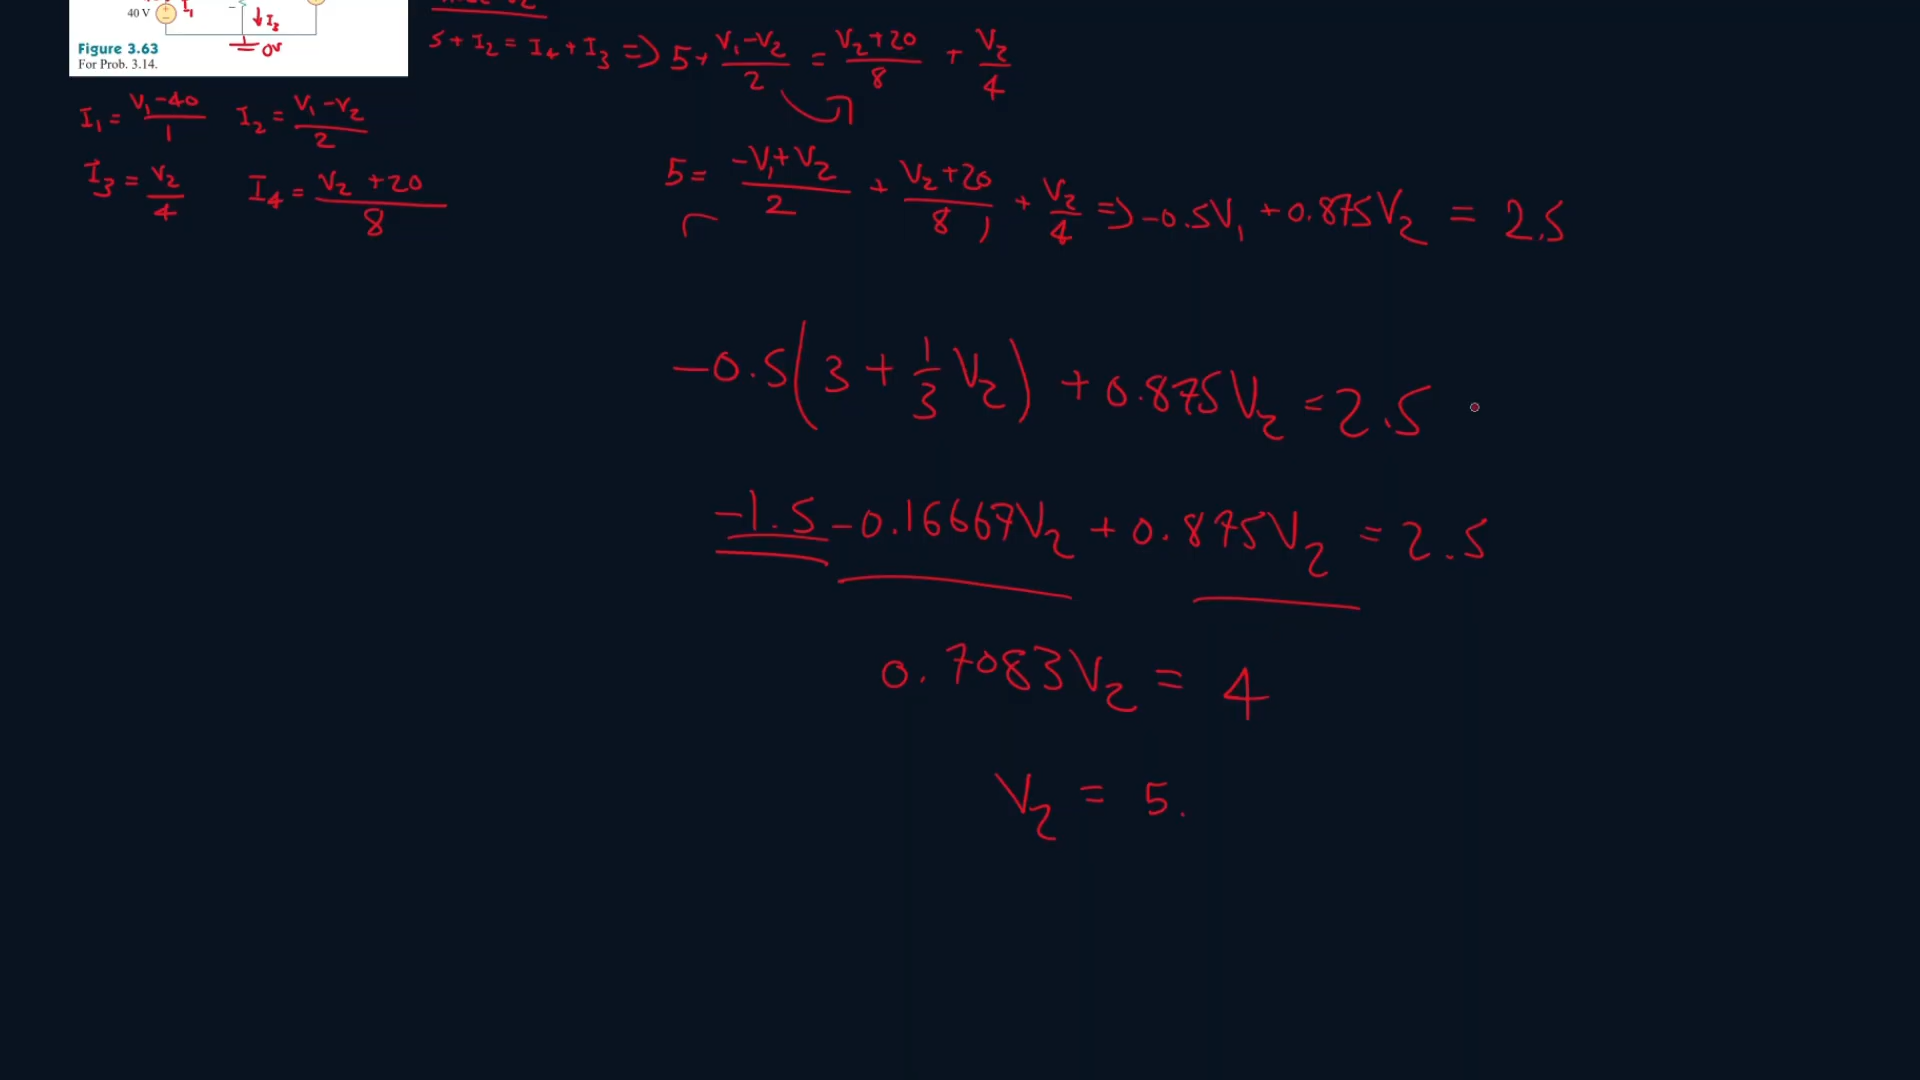 40 V I₁
I₃
0V
Figure 3.63
For Prob. 3.14.
5 + I₂ = I₄ + I₃ => 5 + (V₁-V₂)/2 = (V₂+20)/8 + V₂/4
I₁ = (V₁-40)/1 I₂ = (V₁-V₂)/2
I₃ = V₂/4 I₄ = (V₂+20)/8
5 = (-V₁+V₂)/2 + (V₂+20)/8 + V₂/4 => -0.5V₁ + 0.875V₂ = 2.5
-0.5(3 + 1/3 V₂) + 0.875V₂ = 2.5
-1.5 - 0.16667V₂ + 0.875V₂ = 2.5
0.7083V₂ = 4
V₂ = 5.